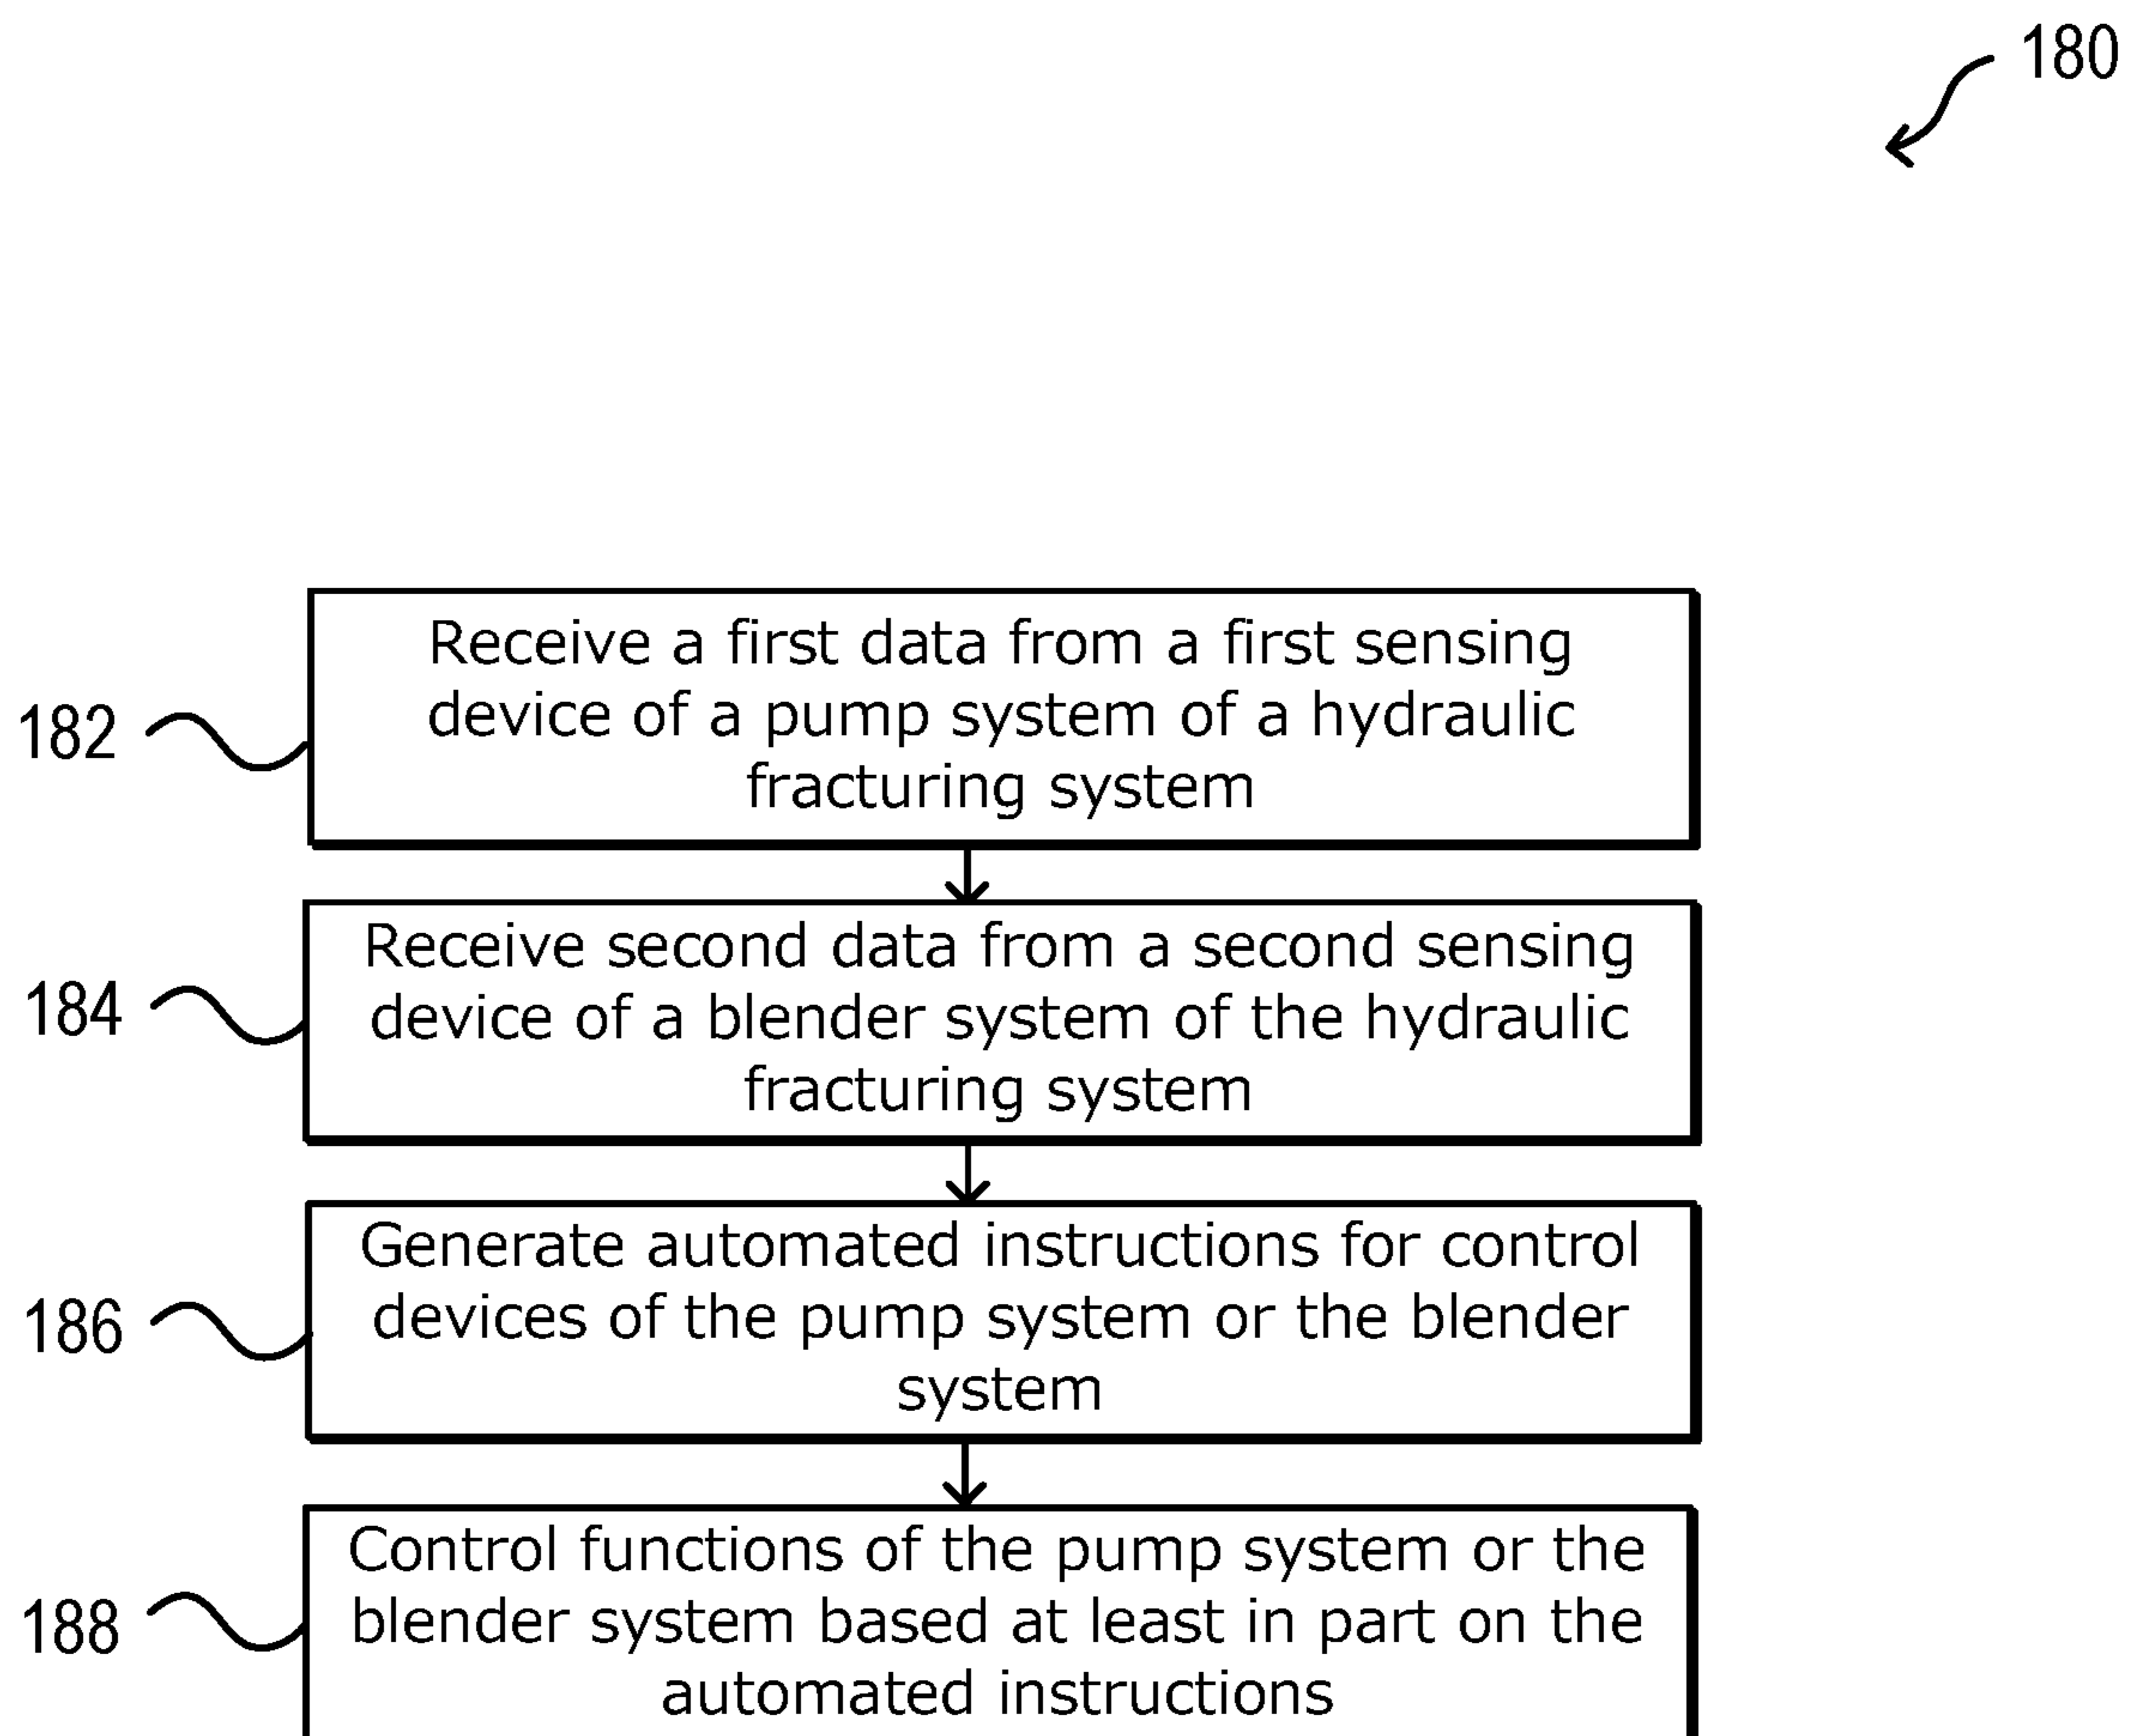 180
182
Receive a first data from a first sensing
device of a pump system of a hydraulic
fracturing system
184
Receive second data from a second sensing
device of a blender system of the hydraulic
fracturing system
186
Generate automated instructions for control
devices of the pump system or the blender
system
188
Control functions of the pump system or the
blender system based at least in part on the
automated instructions